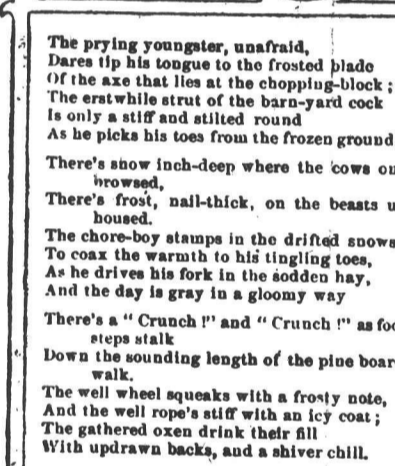 The prying youngster, unafraid,
Dares tip his tongue to the frosted blade
Of the axe that lies at the chopping-block ;
The erstwhile strut of the barn-yard cock
Is only a stiff and stilted round
As he picks his toes from the frozen ground
There's snow inch-deep where the cows
browsed,
There's frost, nail-thick, on the beasts
housed.
The chore-boy stamps in the drifted snows
To coax the warmth to his tingling toes,
As he drives his fork in the sodden hay,
And the day is gray in a gloomy way
There's a " Crunch !" and " Crunch !" as foo
steps stalk
Down the sounding length of the pine boar
walk.
The well wheel squeaks with a frosty note,
And the well rope's stiff with an icy coat ;
The gathered oxen drink their fill
With updrawn backs, and a shiver chill.